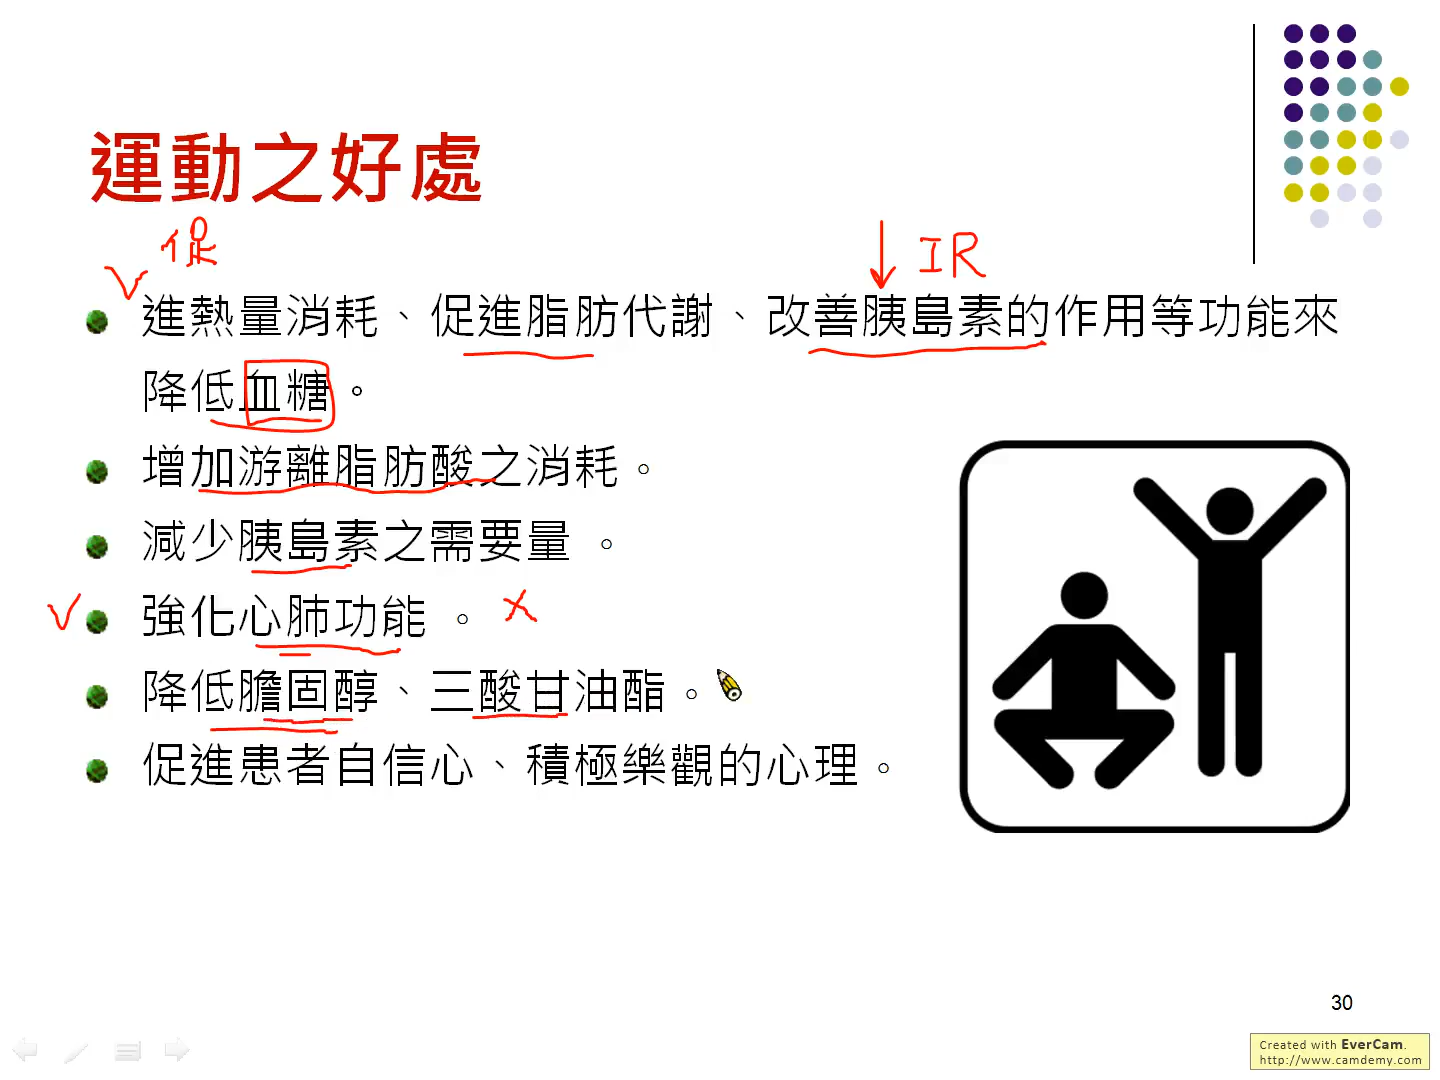 運動之好處
促
IR
進熱量消耗、促進脂肪代謝、改善胰島素的作用等功能來
降低血糖。
增加游離脂肪酸之消耗。
減少胰島素之需要量 。
強化心肺功能 。
降低膽固醇、三酸甘油酯。
促進患者自信心、積極樂觀的心理。
30
Created with EverCam.
http://www.camdemy.com